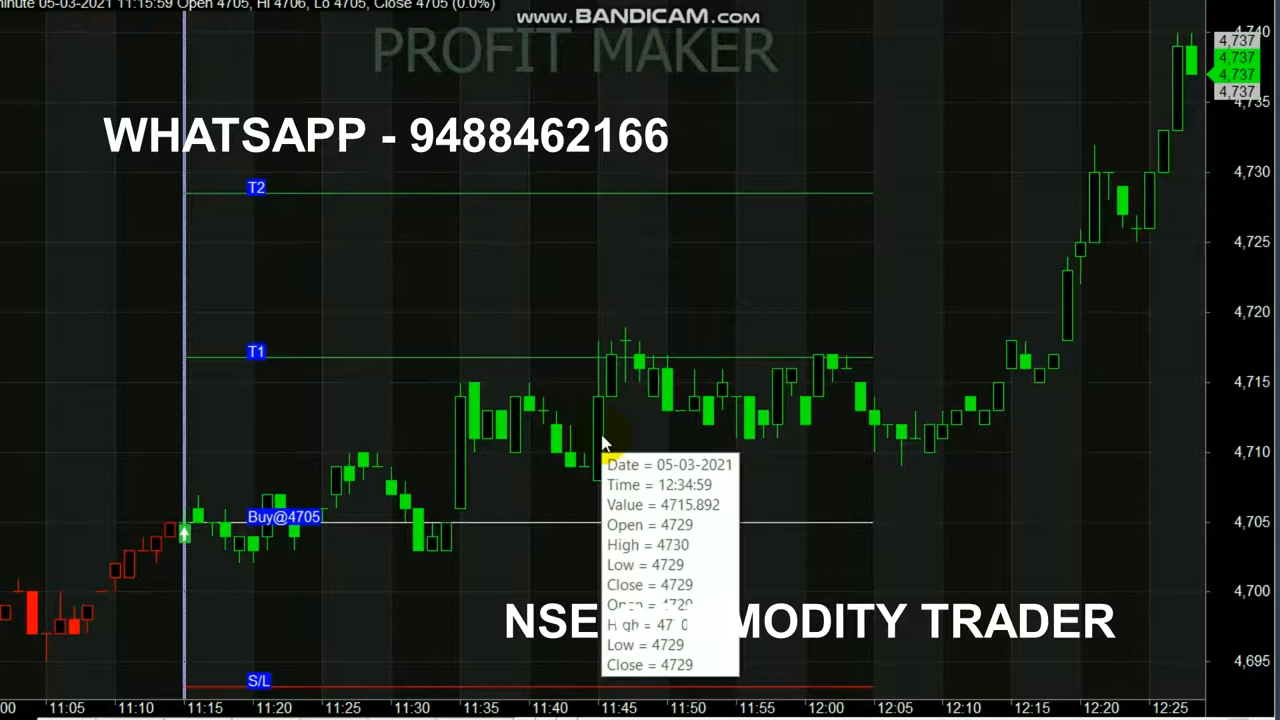 minute 05-03-2021 11:15:59 Open 4705, Hi 4706, Lo 4705, Close 4705 (0.0%)
www.BANDICAM.com
PROFIT MAKER
WHATSAPP - 9488462166
4,740
4,737
4,737
4,737
4,737
4,735
T2
4,730
4,725
4,720
T1
4,715
4,710
Date = 05-03-2021
Time = 12:34:59
Value = 4715.892
Open = 4729
High = 4730
Low = 4729
Close = 4729
Buy@4705
4,705
4,700
NSE MODITY TRADER
Low = 4729
Close = 4729
4,695
S/L
:00 11:05 11:10 11:15 11:20 11:25 11:30 11:35 11:40 11:45 11:50 11:55 12:00 12:05 12:10 12:15 12:20 12:25